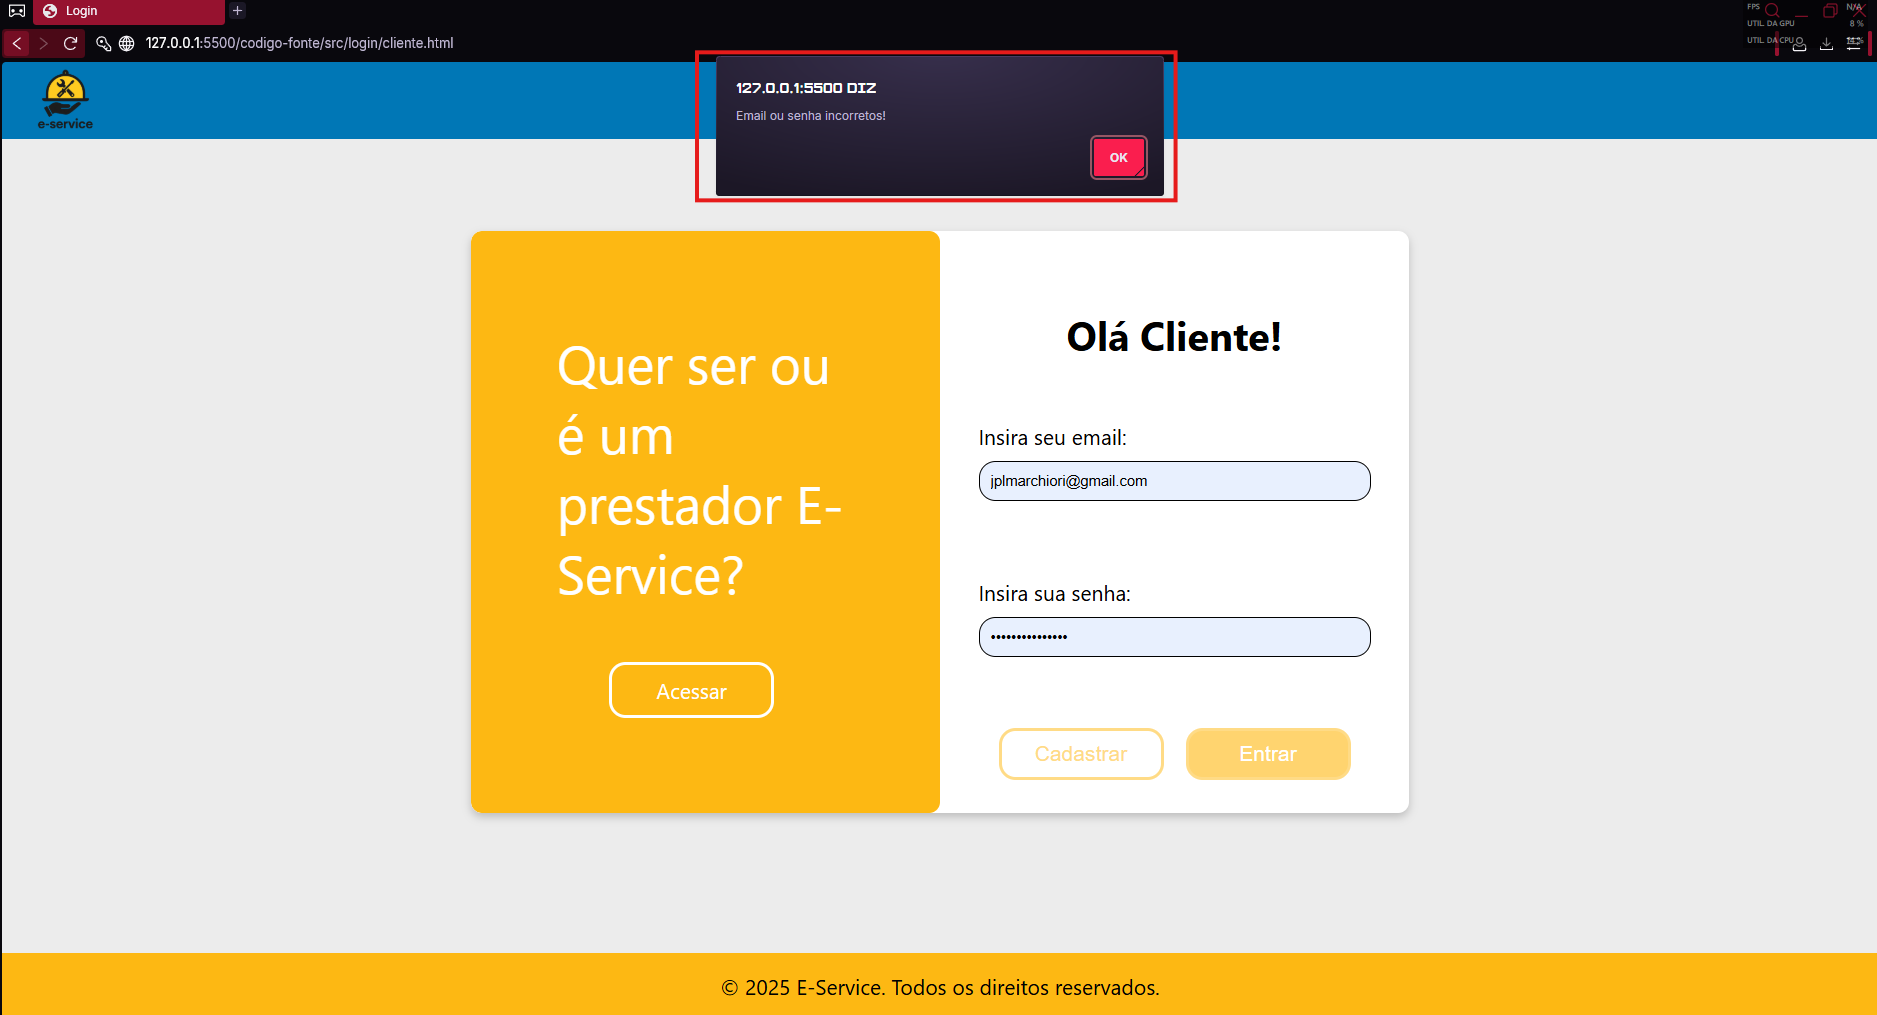 Login
FPS N/A
UTIL. DA GPU 8 %
UTIL. DA CPU
127.0.0.1:5500/codigo-fonte/src/login/cliente.html
e-service
127.0.0.1:5500 DIZ
Email ou senha incorretos!
OK
Quer ser ou
é um
prestador E-
Service?
Acessar
Olá Cliente!
Insira seu email:
jplmarchiori@gmail.com
Insira sua senha:
Cadastrar
Entrar
© 2025 E-Service. Todos os direitos reservados.